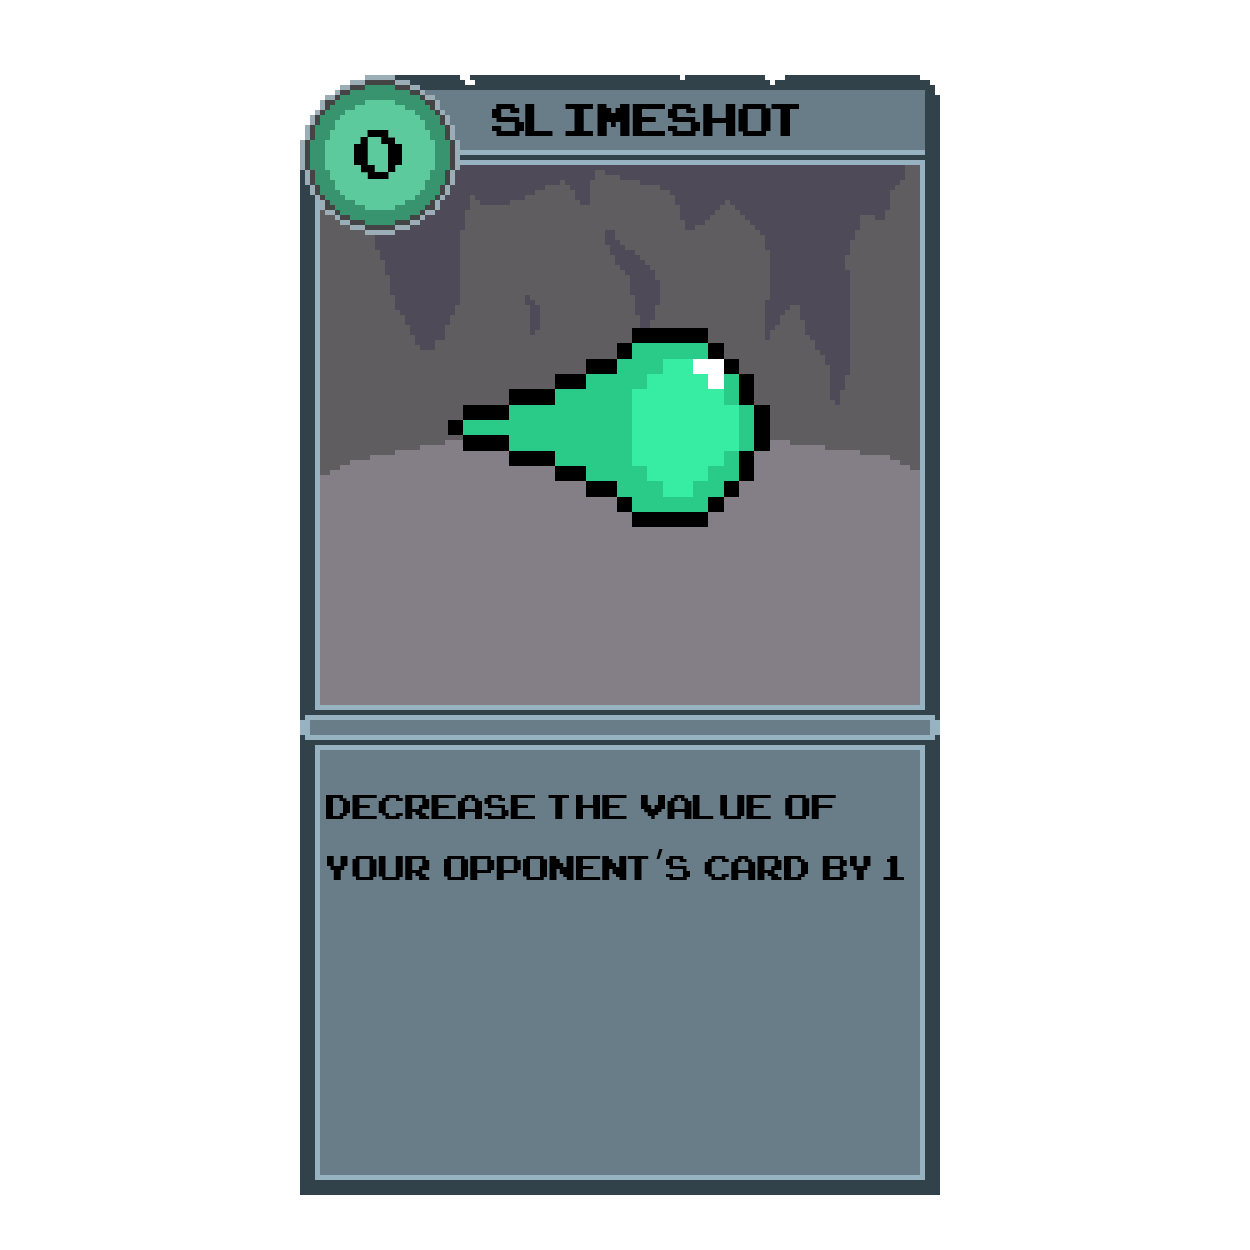 0
SLIMESHOT
DECREASE THE VALUE OF
YOUR OPPONENT'S CARD BY 1